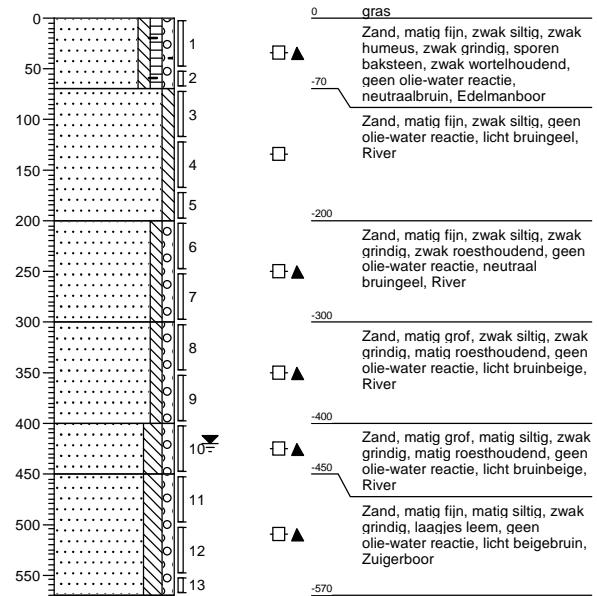 0
50
100
150
200
250
300
350
400
450
500
550
1
2
3
4
5
6
7
8
9
10
11
12
13
0
gras
Zand, matig fijn, zwak siltig, zwak
humeus, zwak grindig, sporen
baksteen, zwak wortelhoudend,
geen olie-water reactie,
neutraalbruin, Edelmanboor
-70
Zand, matig fijn, zwak siltig, geen
olie-water reactie, licht bruingeel,
River
-200
Zand, matig fijn, zwak siltig, zwak
grindig, zwak roesthoudend, geen
olie-water reactie, neutraal
bruingeel, River
-300
Zand, matig grof, zwak siltig, zwak
grindig, matig roesthoudend, geen
olie-water reactie, licht bruinbeige,
River
-400
Zand, matig grof, matig siltig, zwak
grindig, matig roesthoudend, geen
olie-water reactie, licht bruinbeige,
River
-450
Zand, matig fijn, matig siltig, zwak
grindig, laagjes leem, geen
olie-water reactie, licht beigebruin,
Zuigerboor
-570